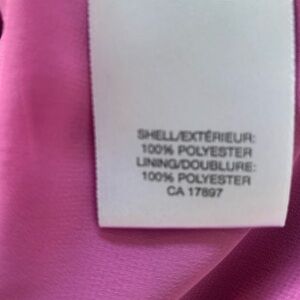 SHELL/EXTÉRIEUR:
100% POLYESTER
LINING/DOUBLURE:
100% POLYESTER
CA 17897